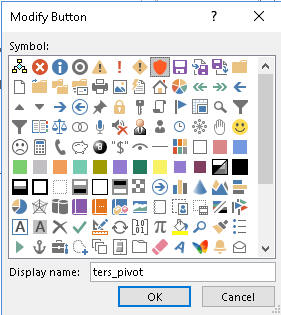 Modify Button
Symbol:
Display name: ters_pivot
OK
Cancel